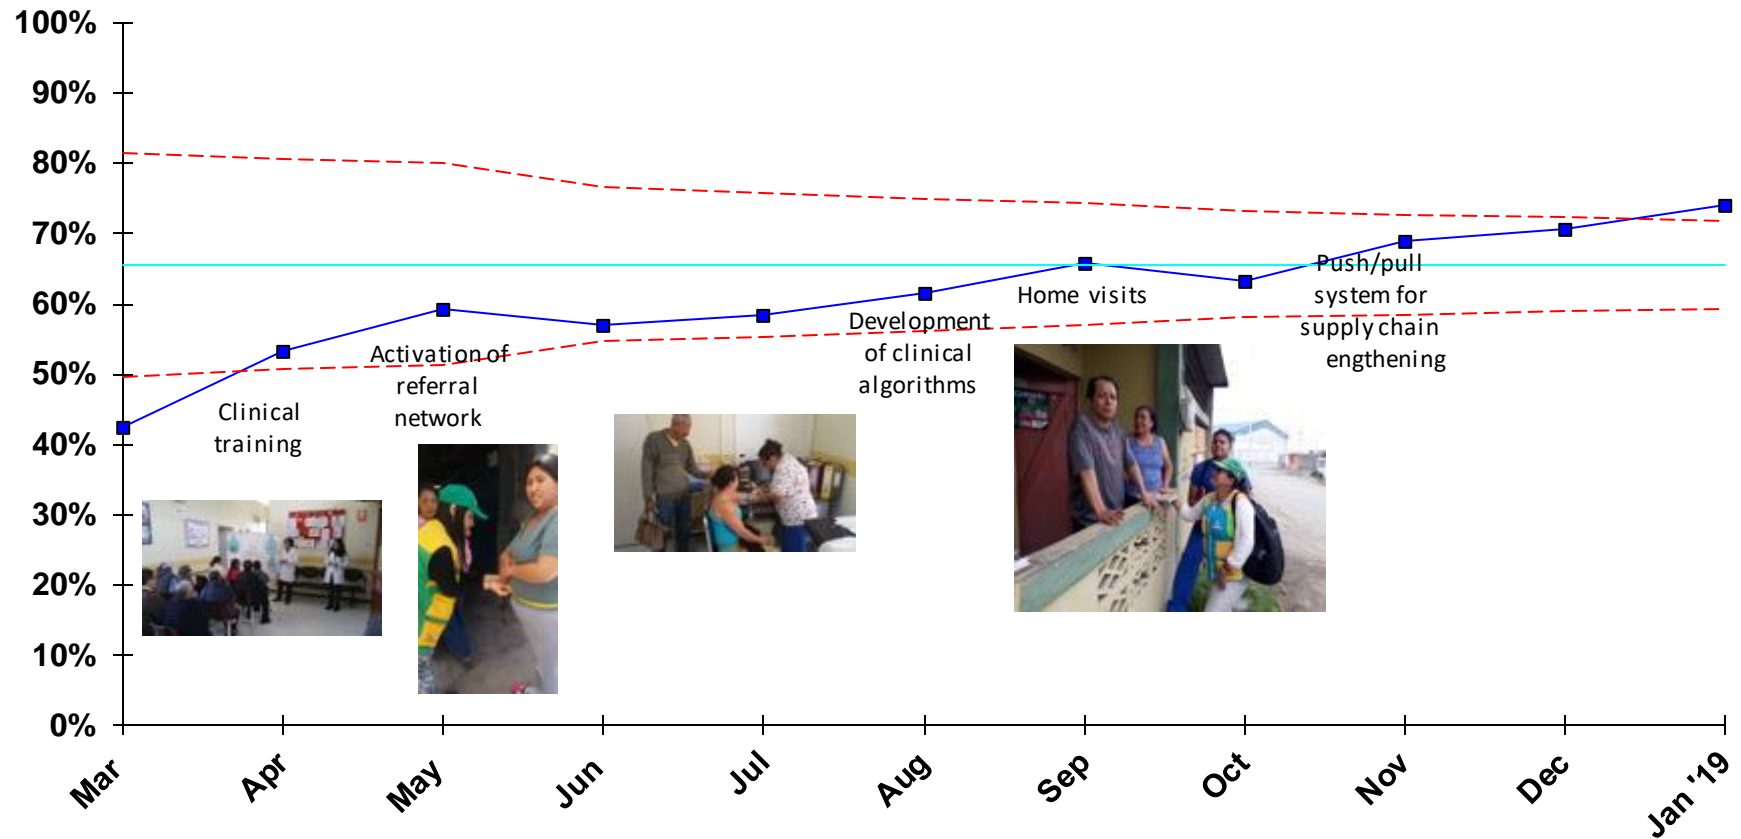 100%
90%
80%
70%
60%
50%
40%
30%
20%
10%
0%
Clinical
training
Activation of
referral
network
Development
of clinical
algorithms
Home visits
Push/pull
system for
supply chain
engthening
Mar
Apr
May
Jun
Jul
Aug
Sep
Oct
Nov
Dec
Jan '19